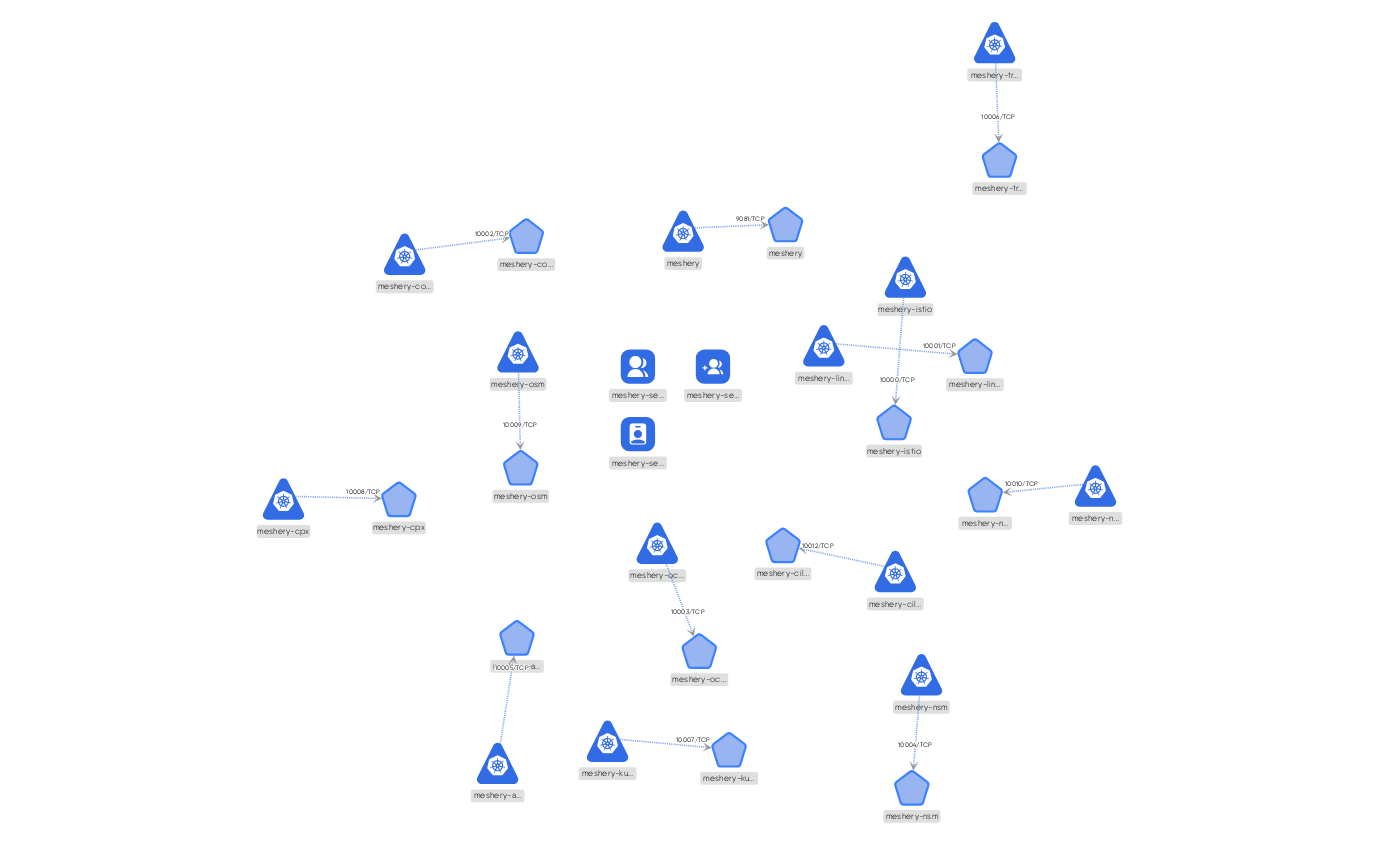 meshery-tr...
10006/TCP
meshery-tr...
10002/TCP
meshery-co...
meshery-co...
9081/TCP
meshery
meshery
meshery-istio
10001/TCP
meshery-lin...
meshery-lin...
10000/TCP
meshery-istio
meshery-osm
10009/TCP
meshery-osm
meshery-se...
meshery-se...
meshery-se...
10008/TCP
meshery-cpx
meshery-cpx
10010/TCP
meshery-n...
meshery-n...
meshery-oc...
10003/TCP
meshery-oc...
10012/TCP
meshery-cil...
meshery-cil...
10005/TCP
meshery-a...
10007/TCP
meshery-ku...
meshery-ku...
meshery-nsm
10004/TCP
meshery-nsm